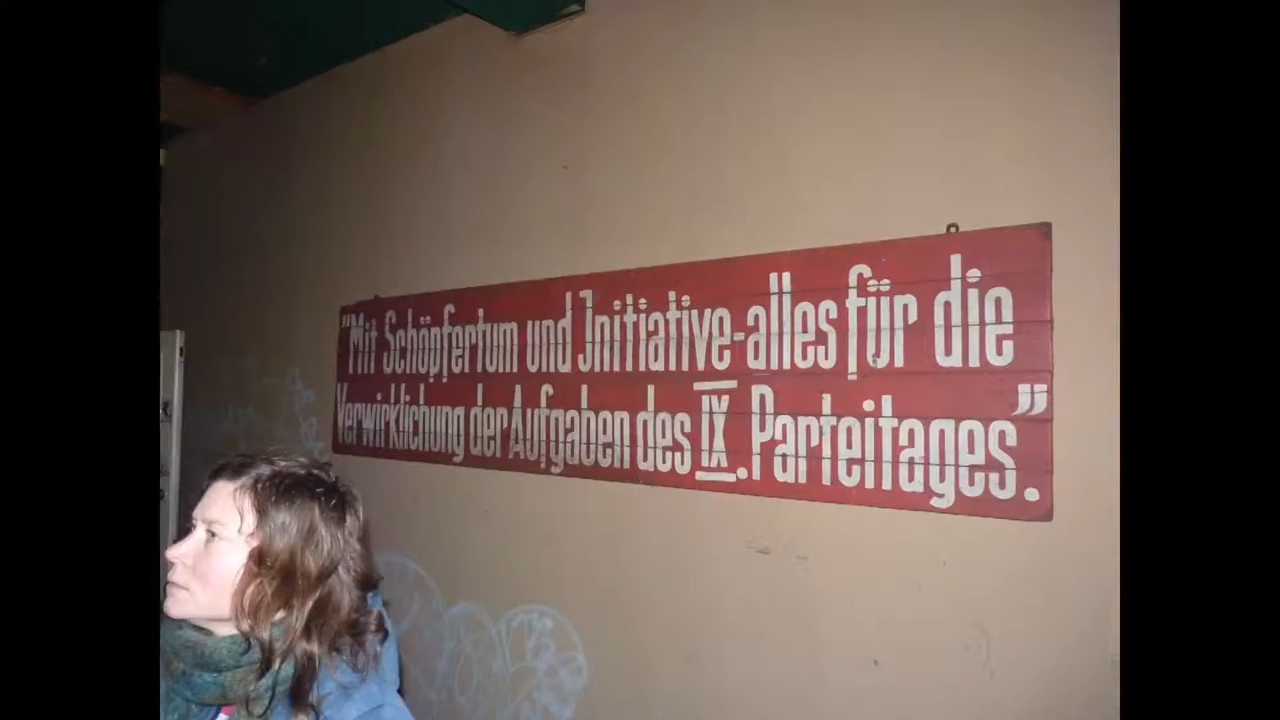 "Mit Schöpfertum und Initiative-alles für die
Verwirklichung der Aufgaben des IX. Parteitages."